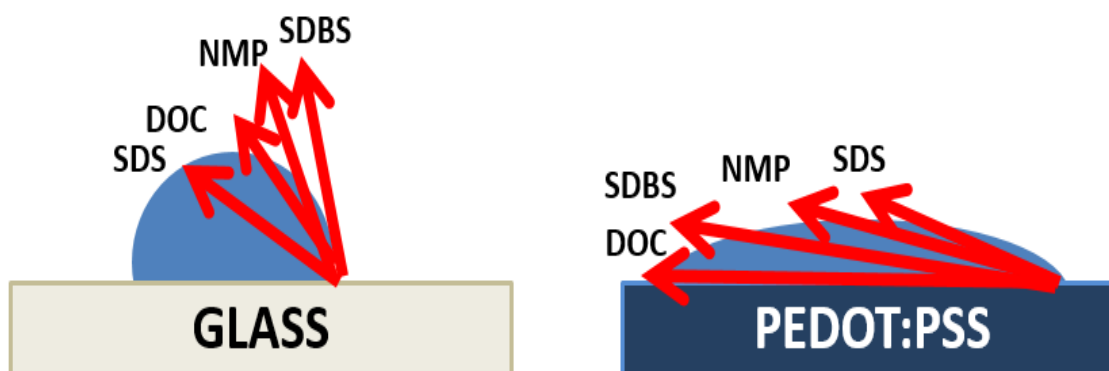 SDBS
NMP
DOC
SDS
GLASS
SDBS
NMP
SDS
DOC
PEDOT:PSS